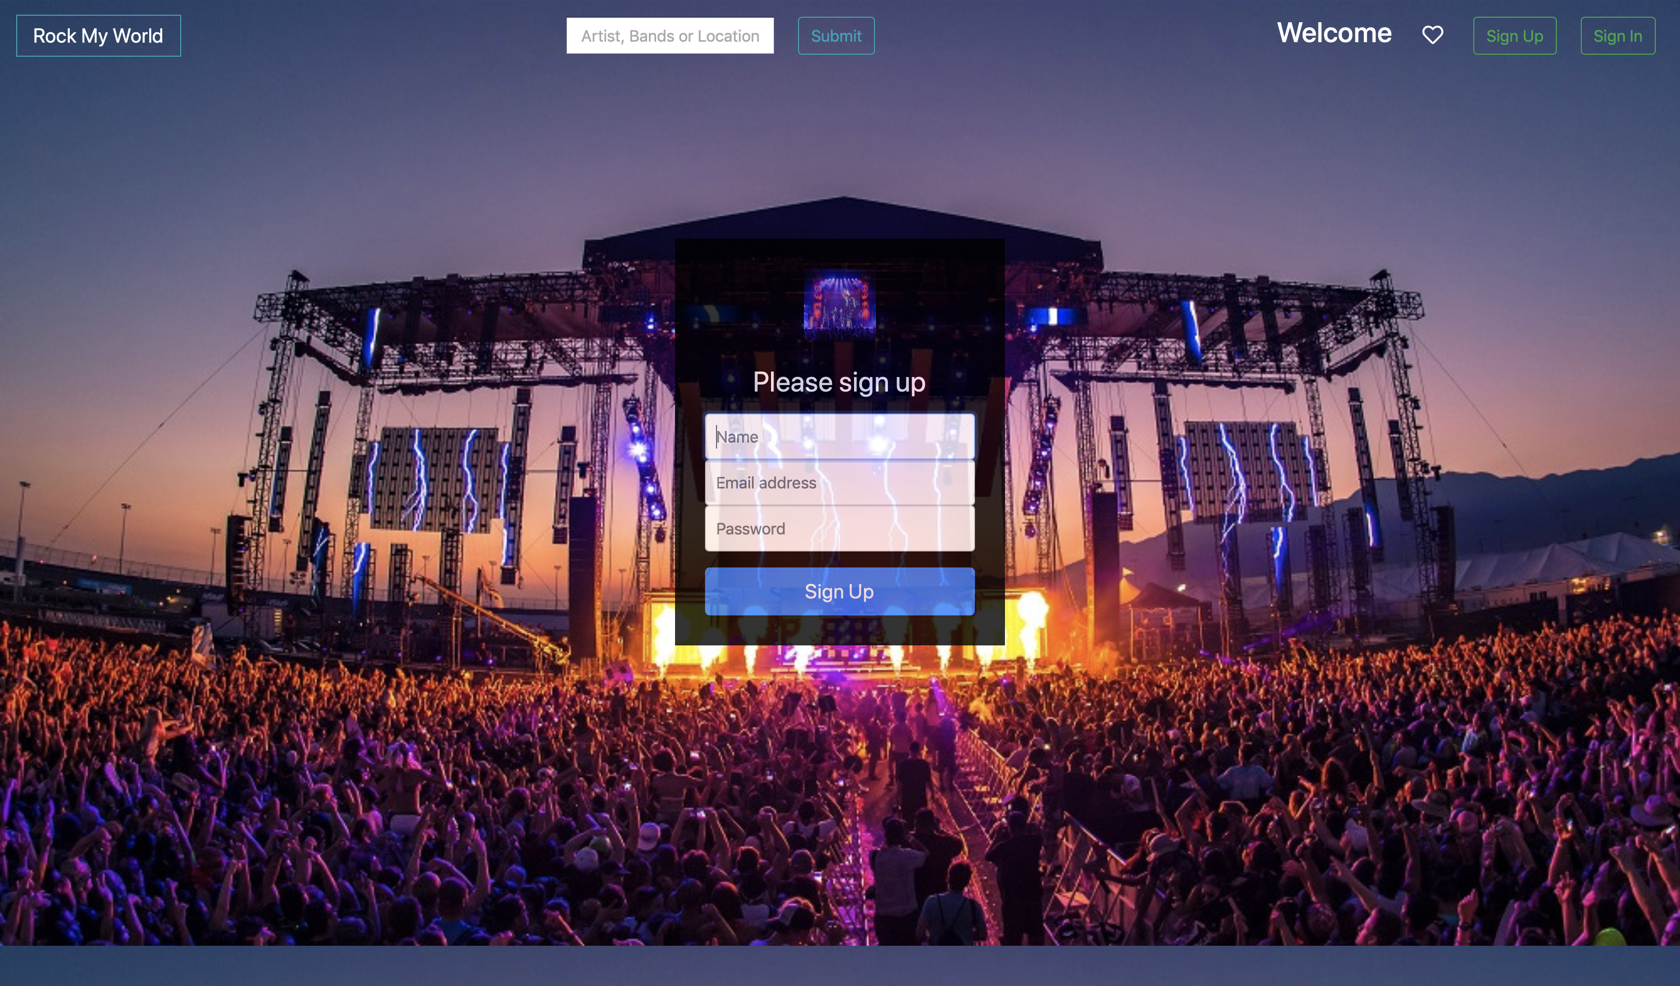 Rock My World
Artist, Bands or Location
Submit
Welcome
Sign Up
Sign In
Please sign up
Name
Email address
Password
Sign Up